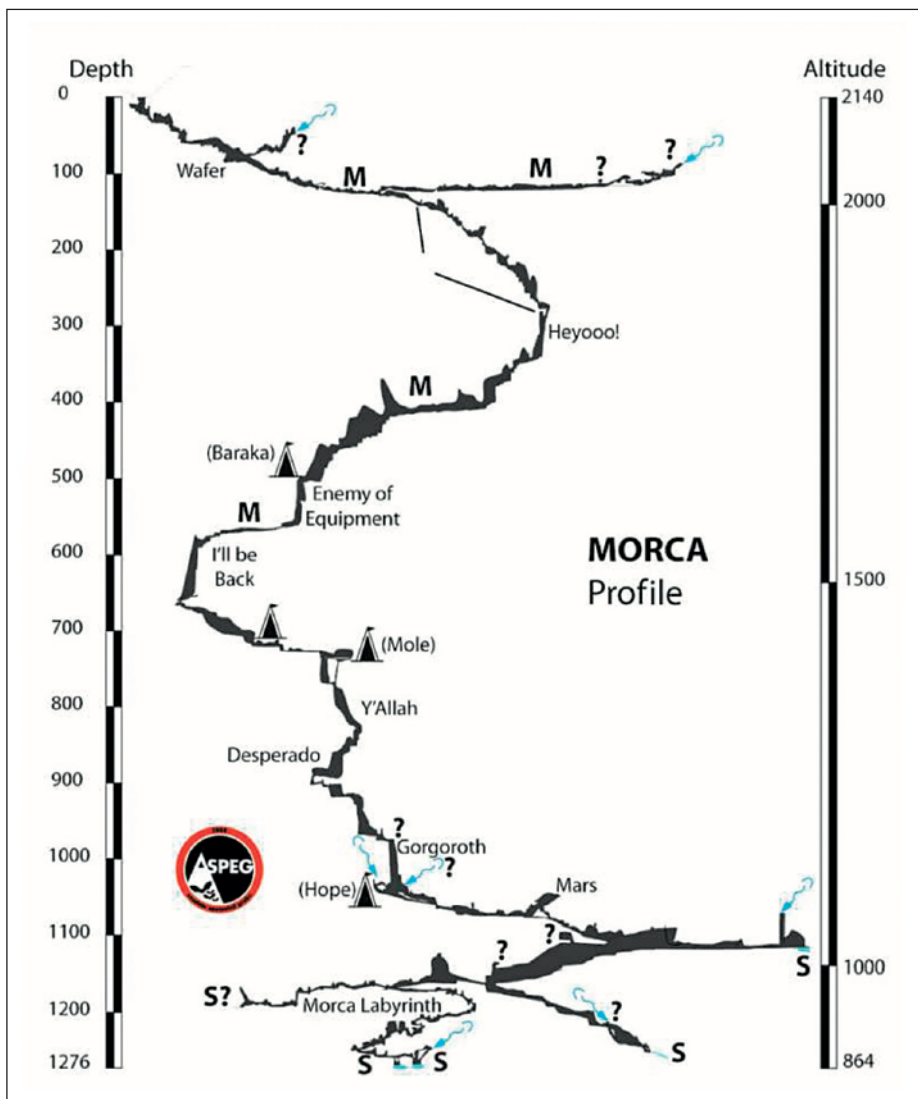 Depth
Altitude
0
2140
?
Wafer
M
M
?
?
100
2000
200
300
Heyooo!
M
400
(Baraka)
500
Enemy of
Equipment
M
600
I'll be
Back
MORCA
Profile
1500
700
(Mole)
800
Y'Allah
Desperado
900
?
1000
Gorgoroth
?
ASPEG
(Hope)
Mars
1100
?
?
S
1000
S?
Morca Labyrinth
?
1200
S
S
S
1276
864